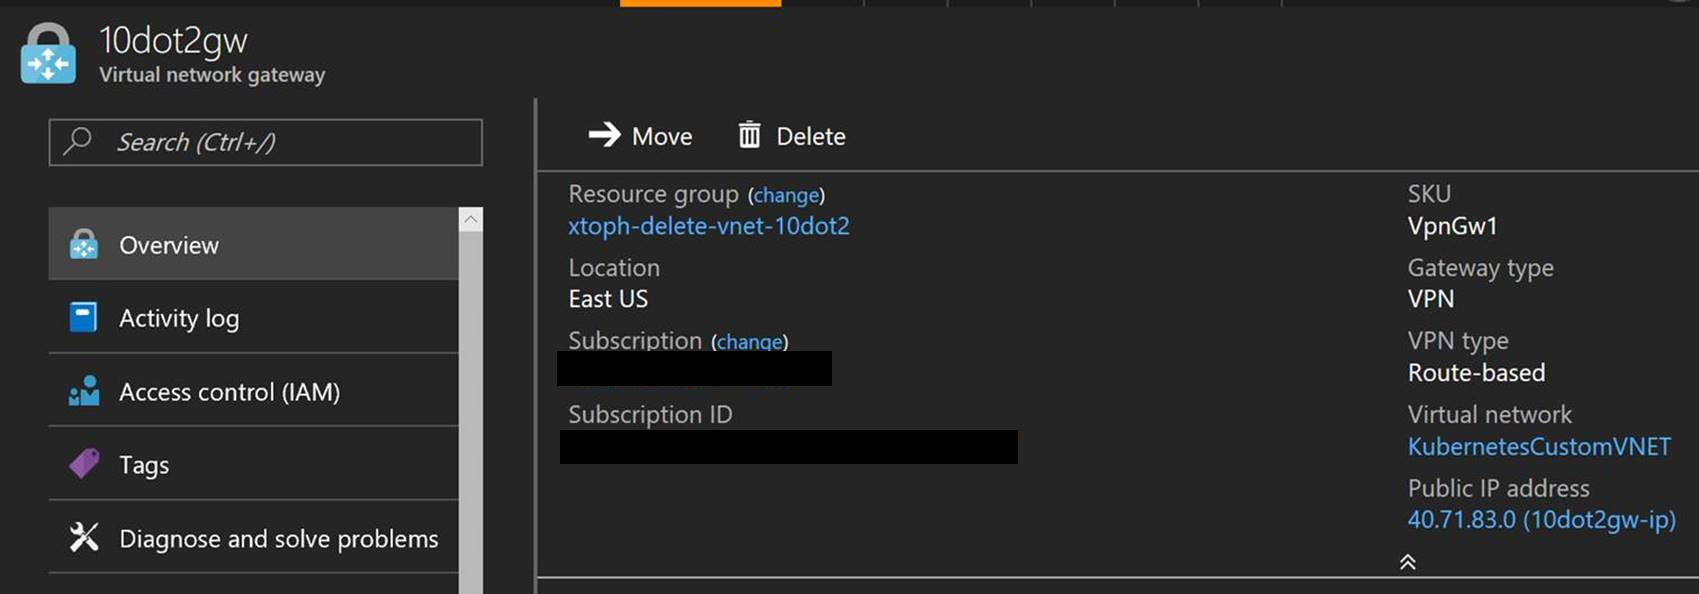 10dot2gw
Virtual network gateway
Search (Ctrl+/)
Overview
Activity log
Access control (IAM)
Tags
Diagnose and solve problems
Move
Delete
Resource group (change)
xtoph-delete-vnet-10dot2
Location
East US
Subscription (change)
Subscription ID
SKU
VpnGw1
Gateway type
VPN
VPN type
Route-based
Virtual network
KubernetesCustomVNET
Public IP address
40.71.83.0 (10dot2gw-ip)